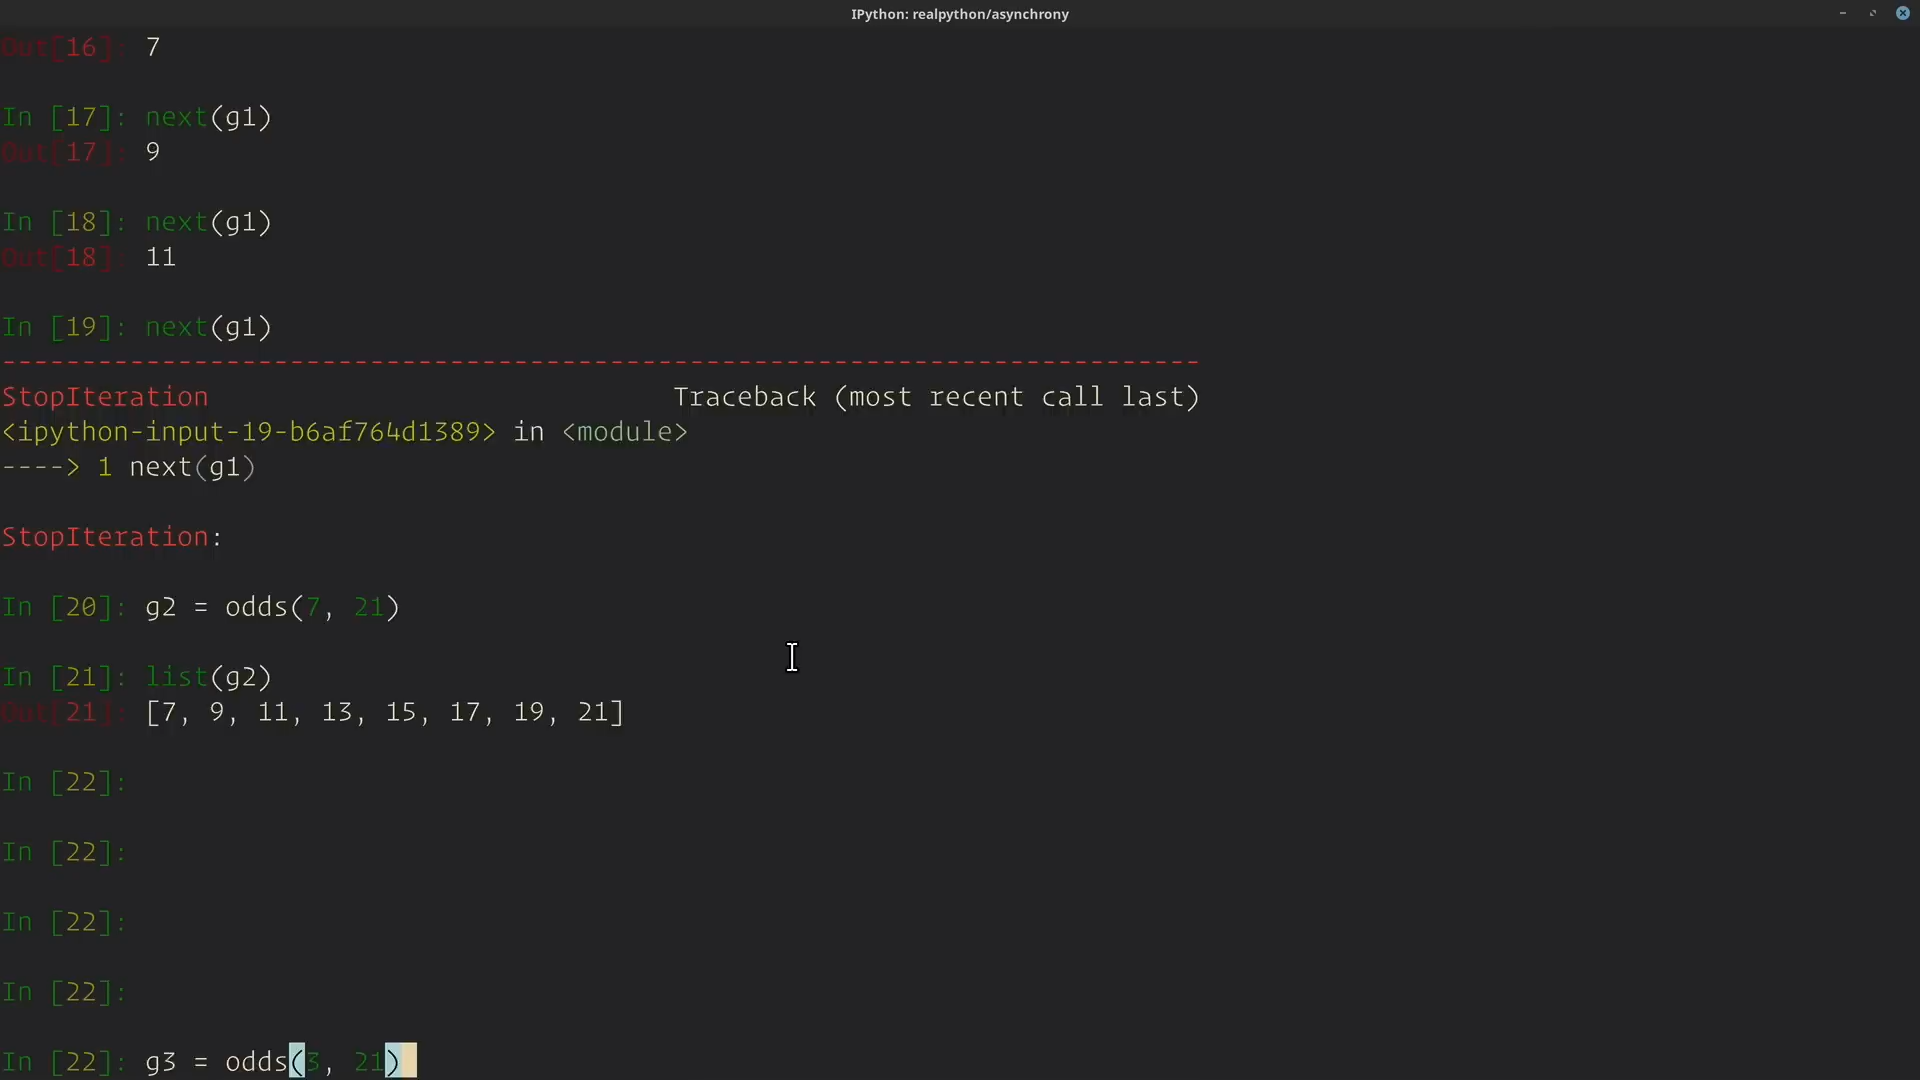 IPython: realpython/asynchrony
Out[16]: 7
In [17]: next(g1)
Out[17]: 9
In [18]: next(g1)
Out[18]: 11
In [19]: next(g1)
---------------------------------------------------------------------------
StopIteration                             Traceback (most recent call last)
<ipython-input-19-b6af764d1389> in <module>
----> 1 next(g1)
StopIteration:
In [20]: g2 = odds(7, 21)
In [21]: list(g2)
Out[21]: [7, 9, 11, 13, 15, 17, 19, 21]
In [22]:
In [22]:
In [22]:
In [22]:
In [22]: g3 = odds(3, 21)